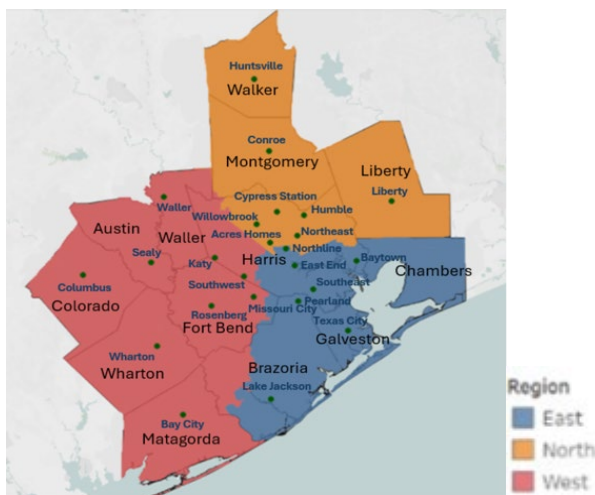 Huntsville
Walker
Conroe
Montgomery
Liberty
Liberty
Cypress Station
Waller
Willowbrook
Humble
Austin
Waller
Acres Homes
Northeast
Northline
Sealy
Katy
Harris
East End
Baytown
Chambers
Columbus
Colorado
Southwest
Southeast
Rosenberg
Missouri City
Pearland
Fort Bend
Texas City
Galveston
Wharton
Wharton
Brazoria
Lake Jackson
Bay City
Matagorda
Region
East
North
West